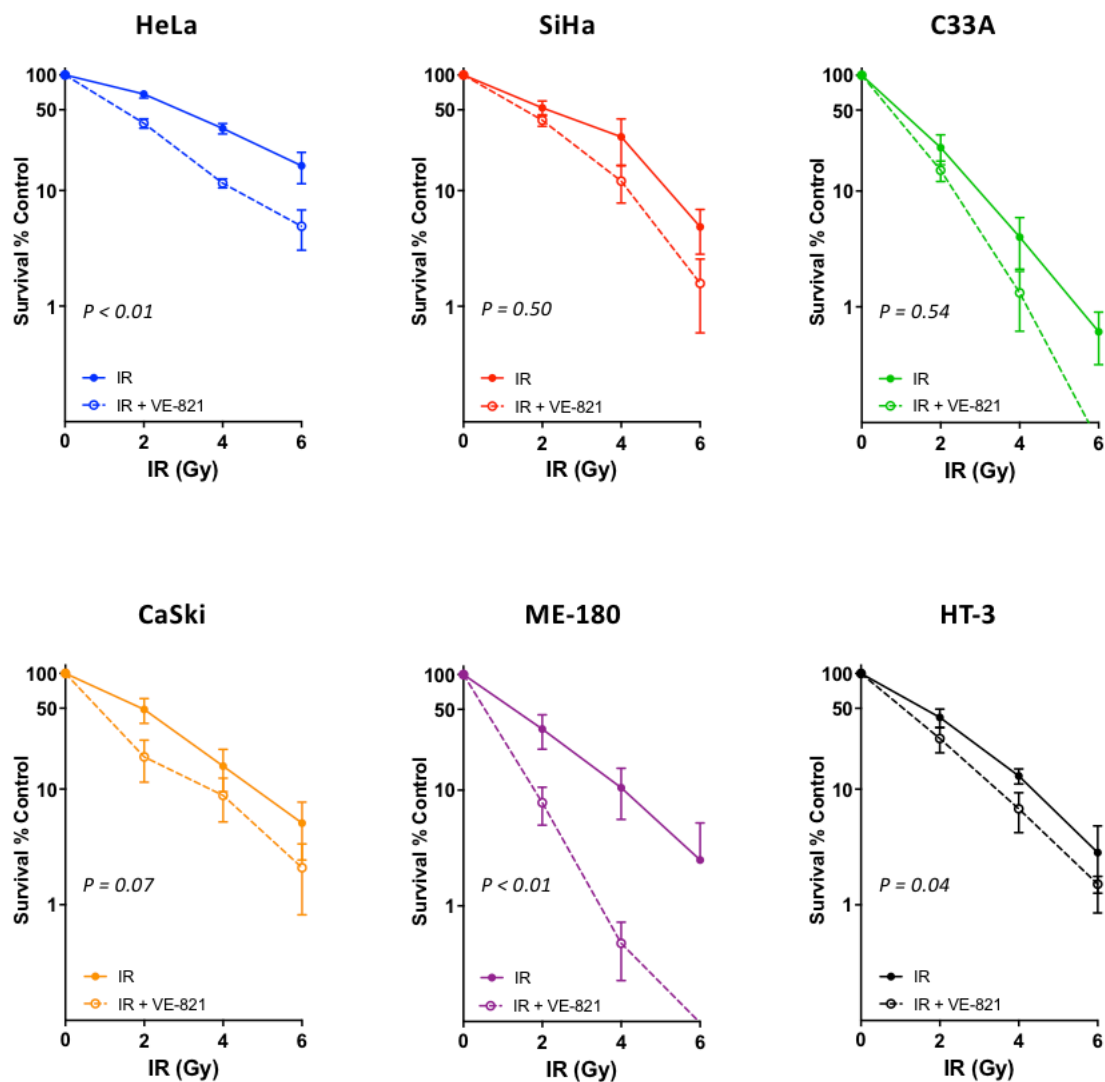 HeLa
100
50
10
1
Survival % Control
P < 0.01
IR
IR + VE-821
0 2 4 6
IR (Gy)
SiHa
100
50
10
1
Survival % Control
P = 0.50
IR
IR + VE-821
0 2 4 6
IR (Gy)
C33A
100
50
10
1
Survival % Control
P = 0.54
IR
IR + VE-821
0 2 4 6
IR (Gy)
CaSki
100
50
10
1
Survival % Control
P = 0.07
IR
IR + VE-821
0 2 4 6
IR (Gy)
ME-180
100
50
10
1
Survival % Control
P < 0.01
IR
IR + VE-821
0 2 4 6
IR (Gy)
HT-3
100
50
10
1
Survival % Control
P = 0.04
IR
IR + VE-821
0 2 4 6
IR (Gy)